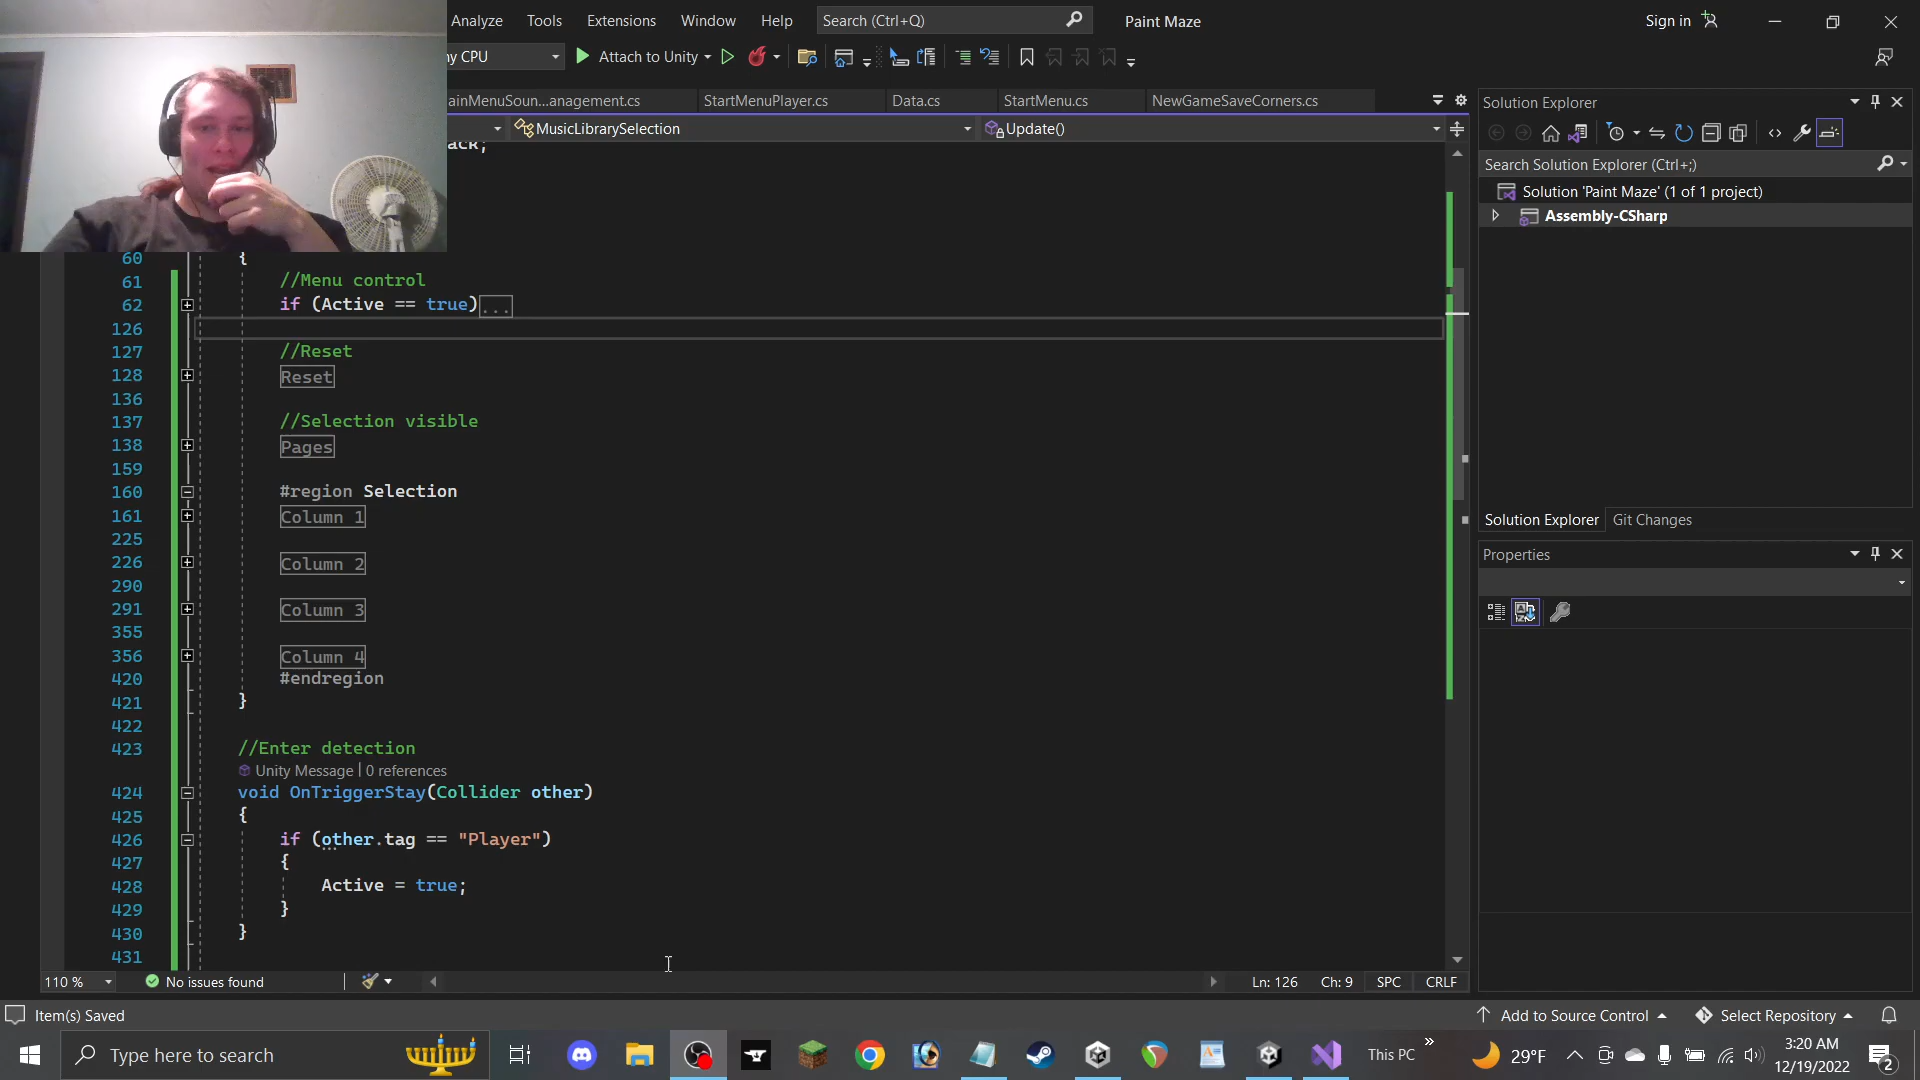 Analyze Tools Extensions Window Help Search (Ctrl+Q) Paint Maze Sign in
ny CPU Attach to Unity
ainMenuSoun...anagement.cs StartMenuPlayer.cs Data.cs StartMenu.cs NewGameSaveCorners.cs
MusicLibrarySelection Update()
ack;
60 {
61 //Menu control
62 if (Active == true)...
126
127 //Reset
128 Reset
136
137 //Selection visible
138 Pages
159
160 #region Selection
161 Column 1
225
226 Column 2
290
291 Column 3
355
356 Column 4
420 #endregion
421 }
422
423 //Enter detection
Unity Message | 0 references
424 void OnTriggerStay(Collider other)
425 {
426 if (other.tag == "Player")
427 {
428 Active = true;
429 }
430 }
431
110 % No issues found Ln: 126 Ch: 9 SPC CRLF
Solution Explorer
Search Solution Explorer (Ctrl+;)
Solution 'Paint Maze' (1 of 1 project)
Assembly-CSharp
Solution Explorer Git Changes
Properties
Item(s) Saved Add to Source Control Select Repository
Type here to search This PC » 29°F 3:20 AM
12/19/2022 2